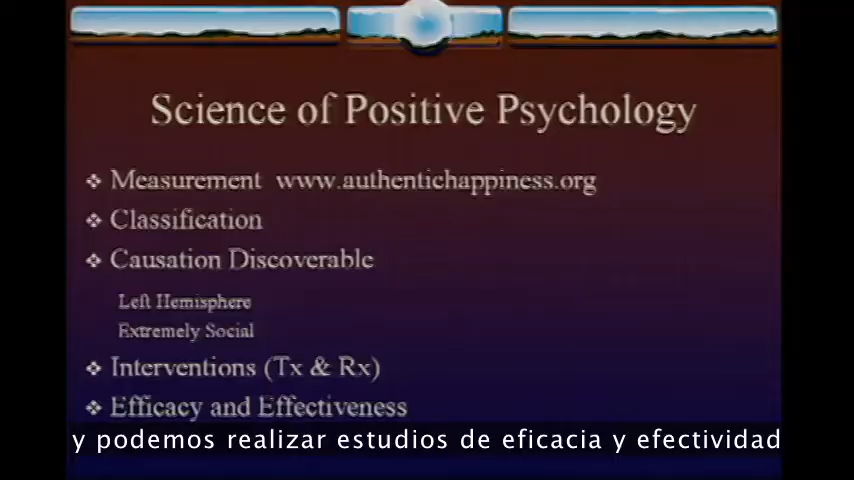 Science of Positive Psychology
❖ Measurement www.authentichappiness.org
❖ Classification
❖ Causation Discoverable
Left Hemisphere
Extremely Social
❖ Interventions (Tx & Rx)
❖ Efficacy and Effectiveness
y podemos realizar estudios de eficacia y efectividad